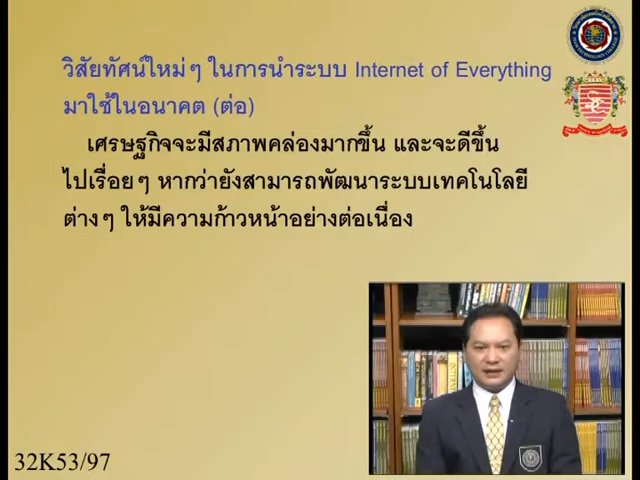 วิสัยทัศน์ใหม่ๆ ในการนำระบบ Internet of Everything
มาใช้ในอนาคต (ต่อ)
เศรษฐกิจจะมีสภาพคล่องมากขึ้น และจะดีขึ้น
ไปเรื่อยๆ หากว่ายังสามารถพัฒนาระบบเทคโนโลยี
ต่างๆ ให้มีความก้าวหน้าอย่างต่อเนื่อง
32K53/97